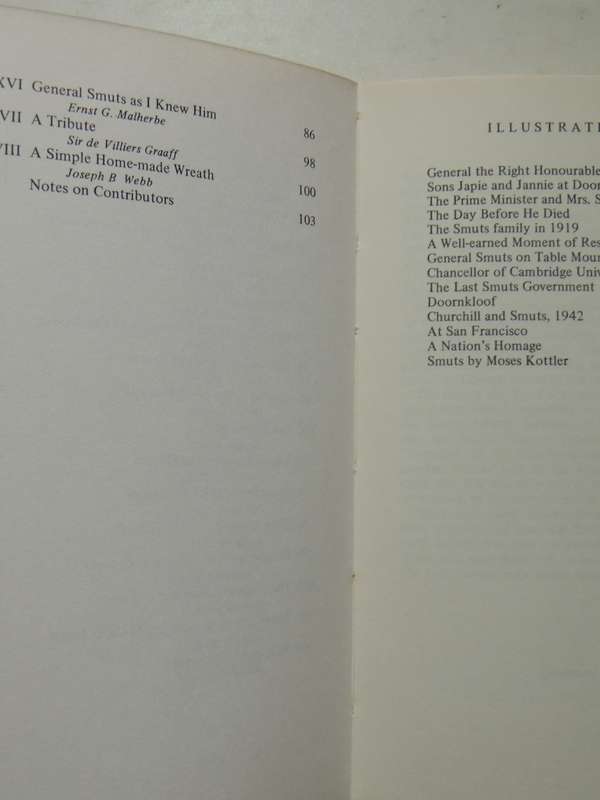 XVI General Smuts as I Knew Him
Ernst G. Malherbe 86
VII A Tribute
Sir de Villiers Graaff 98
VIII A Simple Home-made Wreath
Joseph B Webb 100
Notes on Contributors 103
ILLUSTRATI
General the Right Honourable
Sons Japie and Jannie at Doorn
The Prime Minister and Mrs. S
The Day Before He Died
The Smuts family in 1919
A Well-earned Moment of Res
General Smuts on Table Moun
Chancellor of Cambridge Univ
The Last Smuts Government
Doornkloof
Churchill and Smuts, 1942
At San Francisco
A Nation's Homage
Smuts by Moses Kottler